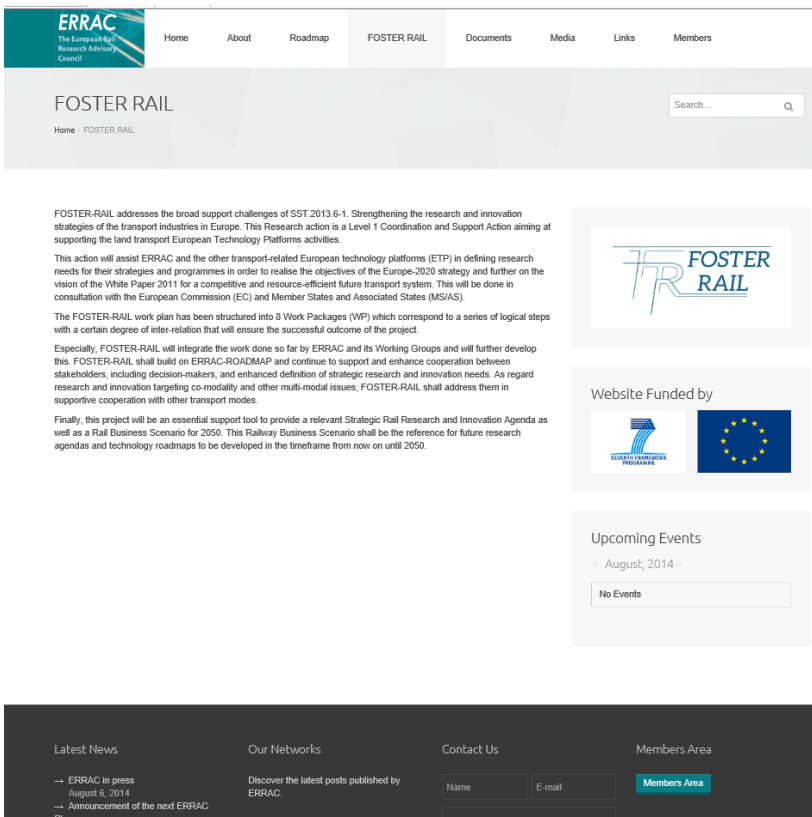 ERRAC
The European Rail
Research Advisory
Council
Home
About
Roadmap
FOSTER RAIL
Documents
Media
Links
Members
FOSTER RAIL
Search...
Home / FOSTER RAIL
FOSTER-RAIL addresses the broad support challenges of SST.2013.6-1. Strengthening the research and innovation
strategies of the transport industries in Europe. This Research action is a Level 1 Coordination and Support Action aiming at
supporting the land transport European Technology Platforms activities.
This action will assist ERRAC and the other transport-related European technology platforms (ETP) in defining research
needs for their strategies and programmes in order to realise the objectives of the Europe-2020 strategy and further on the
vision of the White Paper 2011 for a competitive and resource-efficient future transport system. This will be done in
consultation with the European Commission (EC) and Member States and Associated States (MS/AS).
The FOSTER-RAIL work plan has been structured into 8 Work Packages (WP) which correspond to a series of logical steps
with a certain degree of inter-relation that will ensure the successful outcome of the project.
Especially, FOSTER-RAIL will integrate the work done so far by ERRAC and its Working Groups and will further develop
this. FOSTER-RAIL shall build on ERRAC-ROADMAP and continue to support and enhance cooperation between
stakeholders, including decision-makers, and enhanced definition of strategic research and innovation needs. As regard
research and innovation targeting co-modality and other multi-modal issues, FOSTER-RAIL shall address them in
supportive cooperation with other transport modes.
Finally, this project will be an essential support tool to provide a relevant Strategic Rail Research and Innovation Agenda as
well as a Rail Business Scenario for 2050. This Railway Business Scenario shall be the reference for future research
agendas and technology roadmaps to be developed in the timeframe from now on until 2050.
FR FOSTER
RAIL
Website Funded by
7
SEVENTH FRAMEWORK
PROGRAMME
Upcoming Events
August, 2014
No Events
Latest News
→ ERRAC in press
August 6, 2014
→ Announcement of the next ERRAC
Our Networks
Discover the latest posts published by
ERRAC.
Contact Us
Name
E-mail
Members Area
Members Area